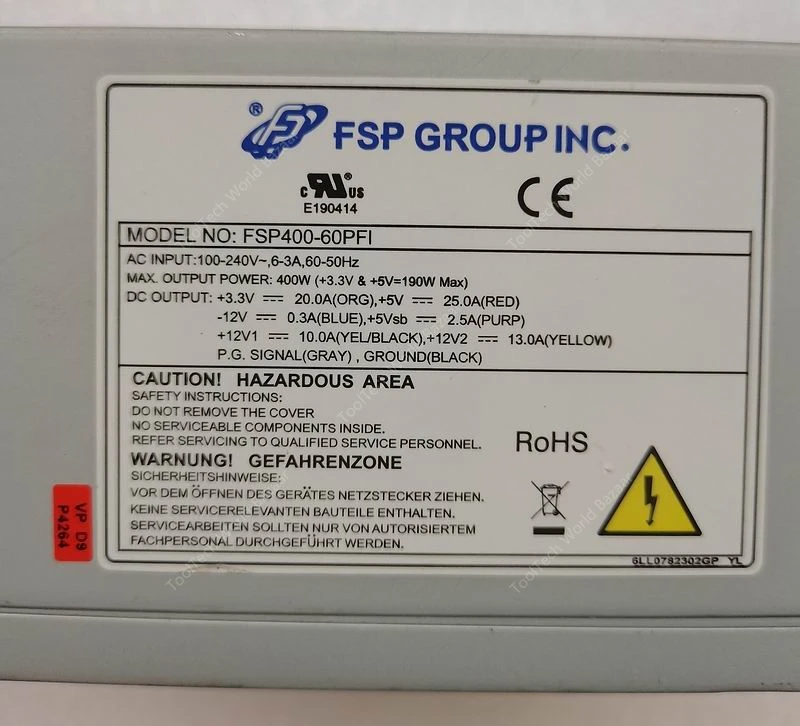 ® FSP GROUP INC.
c RU® US
E190414
CE
MODEL NO: FSP400-60PFI
AC INPUT:100-240V~,6-3A,60-50Hz
MAX. OUTPUT POWER: 400W (+3.3V & +5V=190W Max)
DC OUTPUT: +3.3V ⎓ 20.0A(ORG),+5V ⎓ 25.0A(RED)
-12V ⎓ 0.3A(BLUE),+5Vsb ⎓ 2.5A(PURP)
+12V1 ⎓ 10.0A(YEL/BLACK),+12V2 ⎓ 13.0A(YELLOW)
P.G. SIGNAL(GRAY) , GROUND(BLACK)
CAUTION! HAZARDOUS AREA
SAFETY INSTRUCTIONS:
DO NOT REMOVE THE COVER
NO SERVICEABLE COMPONENTS INSIDE.
REFER SERVICING TO QUALIFIED SERVICE PERSONNEL.
WARNUNG! GEFAHRENZONE
SICHERHEITSHINWEISE:
VOR DEM ÖFFNEN DES GERÄTES NETZSTECKER ZIEHEN.
KEINE SERVICERELEVANTEN BAUTEILE ENTHALTEN.
SERVICEARBEITEN SOLLTEN NUR VON AUTORISIERTEM
FACHPERSONAL DURCHGEFÜHRT WERDEN.
RoHS
6LL0782302GP YL
VP D9
P4264
ToolTech World Bazaar